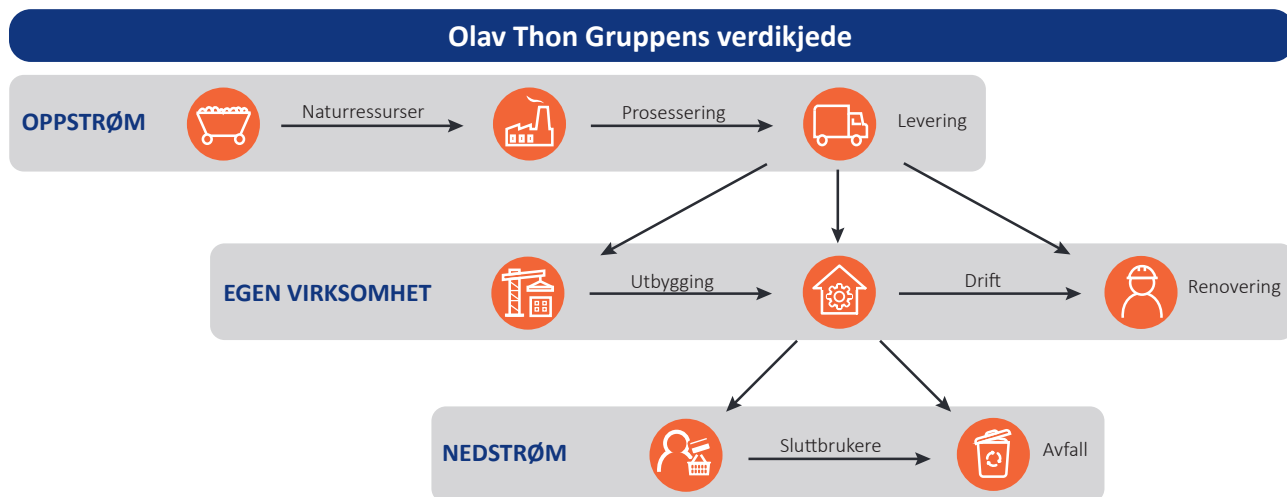 Olav Thon Gruppens verdikjede
OPPSTRØM
Naturressurser
Prosessering
Levering
EGEN VIRKSOMHET
Utbygging
Drift
Renovering
NEDSTRØM
Sluttbrukere
Avfall